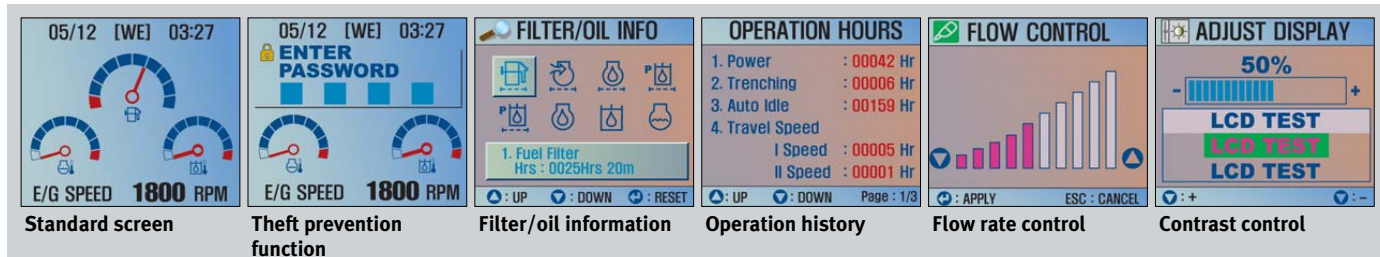 05/12 [WE] 03:27
E/G SPEED 1800 RPM
Standard screen
05/12 [WE] 03:27
ENTER
PASSWORD
E/G SPEED 1800 RPM
Theft prevention
function
FILTER/OIL INFO
P
P
1. Fuel Filter
Hrs : 0025Hrs 20m
: UP : DOWN : RESET
Filter/oil information
OPERATION HOURS
1. Power : 00042 Hr
2. Trenching : 00006 Hr
3. Auto Idle : 00159 Hr
4. Travel Speed
I Speed : 00005 Hr
II Speed : 00001 Hr
: UP : DOWN Page : 1/3
Operation history
FLOW CONTROL
: APPLY ESC : CANCEL
Flow rate control
ADJUST DISPLAY
50%
- +
LCD TEST
LCD TEST
LCD TEST
: + : -
Contrast control